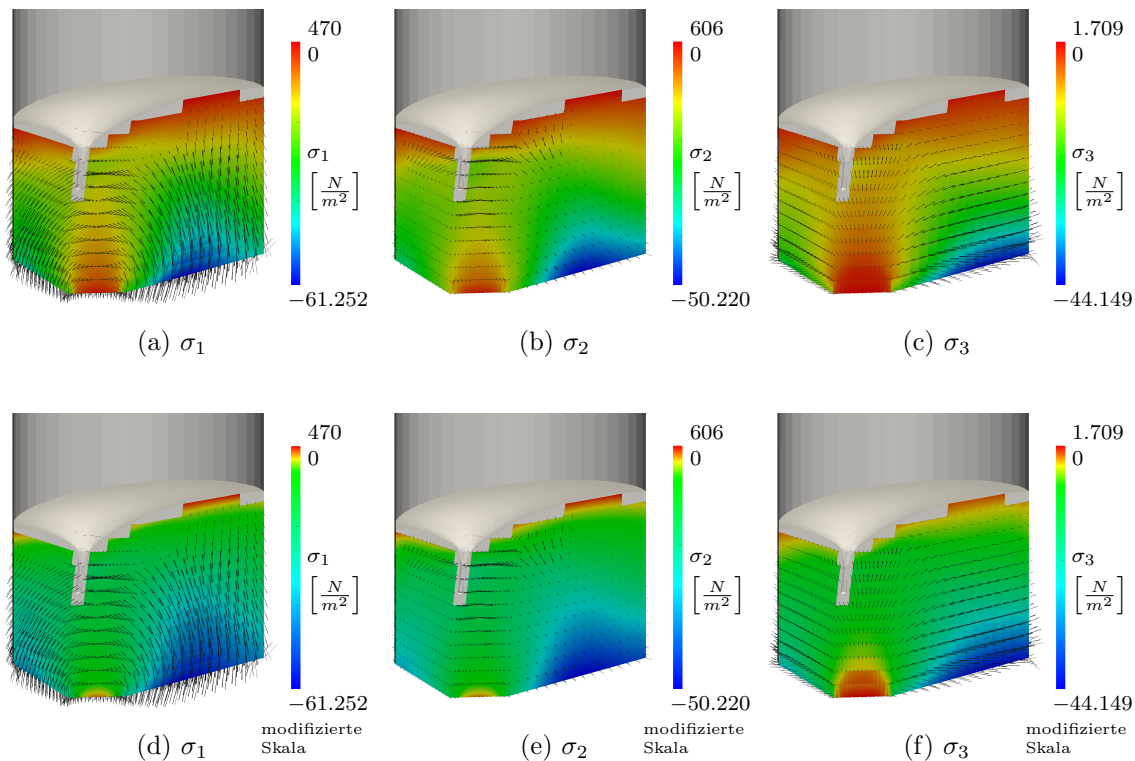 470
0
σ1
[N/m²]
−61.252
(a) σ1
606
0
σ2
[N/m²]
−50.220
(b) σ2
1.709
0
σ3
[N/m²]
−44.149
(c) σ3
470
0
σ1
[N/m²]
−61.252
modifizierte
Skala
(d) σ1
606
0
σ2
[N/m²]
−50.220
modifizierte
Skala
(e) σ2
1.709
0
σ3
[N/m²]
−44.149
modifizierte
Skala
(f) σ3